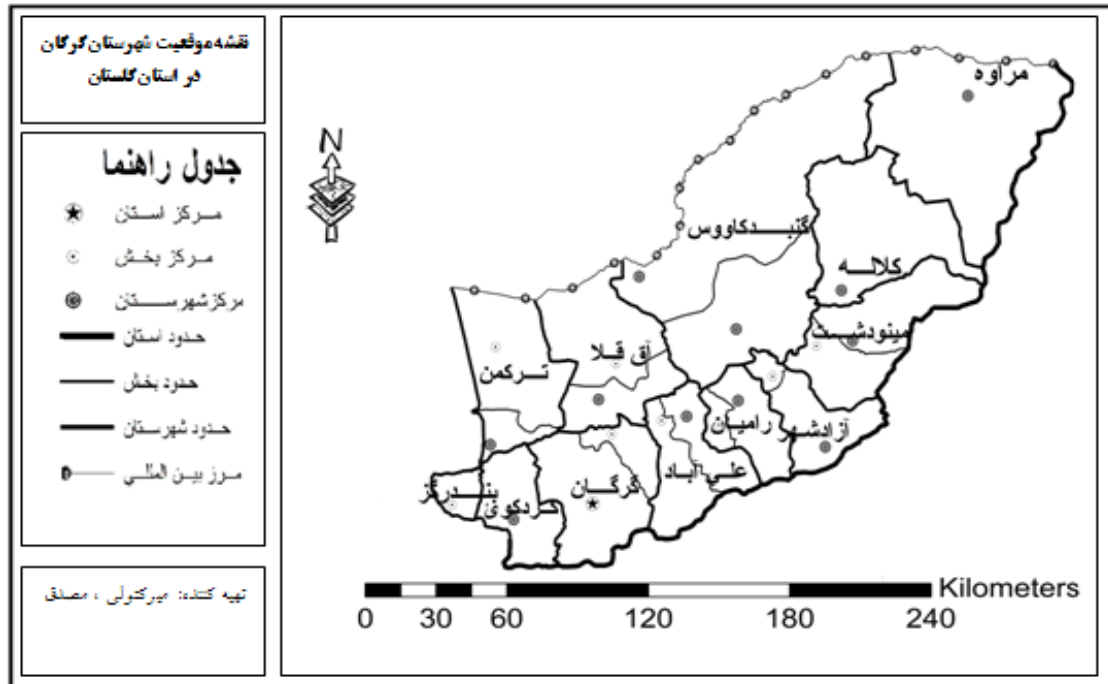 نقشه موقعیت شهرستان گرگان
در استان گلستان
جدول راهنما
مرکز استان
مرکز بخش
مرکز شهرستان
حدود استان
حدود بخش
حدود شهرستان
مرز بین المللی
تهیه کننده: میرکتولی ، مصدق
N
مراوه
گنبدکاووس
کلاله
مینودشت
آق قلا
ترکمن
رامیان
آزادشهر
علی آباد
گرگان
بندرگز
کردکوی
Kilometers
0 30 60 120 180 240